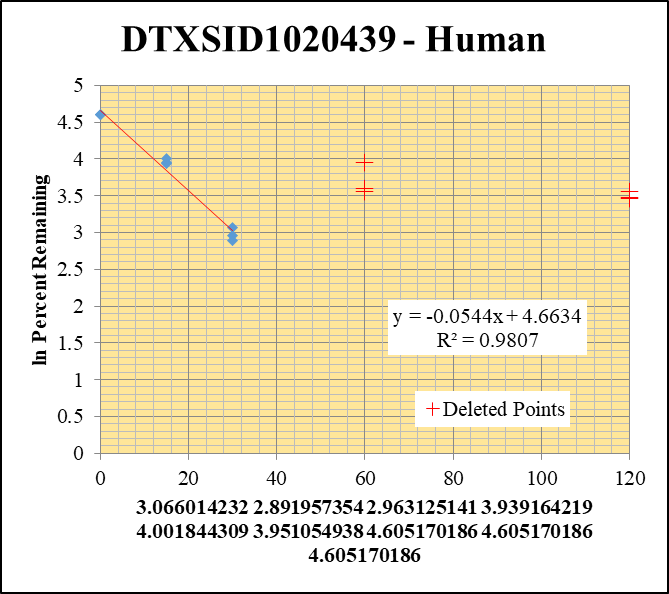 DTXSID1020439 - Human
5
4.5
4
3.5
3
2.5
2
1.5
1
0.5
0
ln Percent Remaining
y = -0.0544x + 4.6634
R² = 0.9807
Deleted Points
0 20 40 60 80 100 120
3.066014232 2.891957354 2.963125141 3.939164219
4.001844309 3.951054938 4.605170186 4.605170186
4.605170186